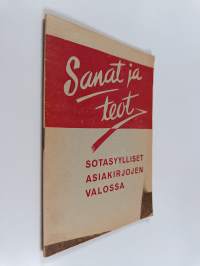 Sanat ja
teot
SOTASYYLLISET
ASIAKIRJOJEN
VALOSSA